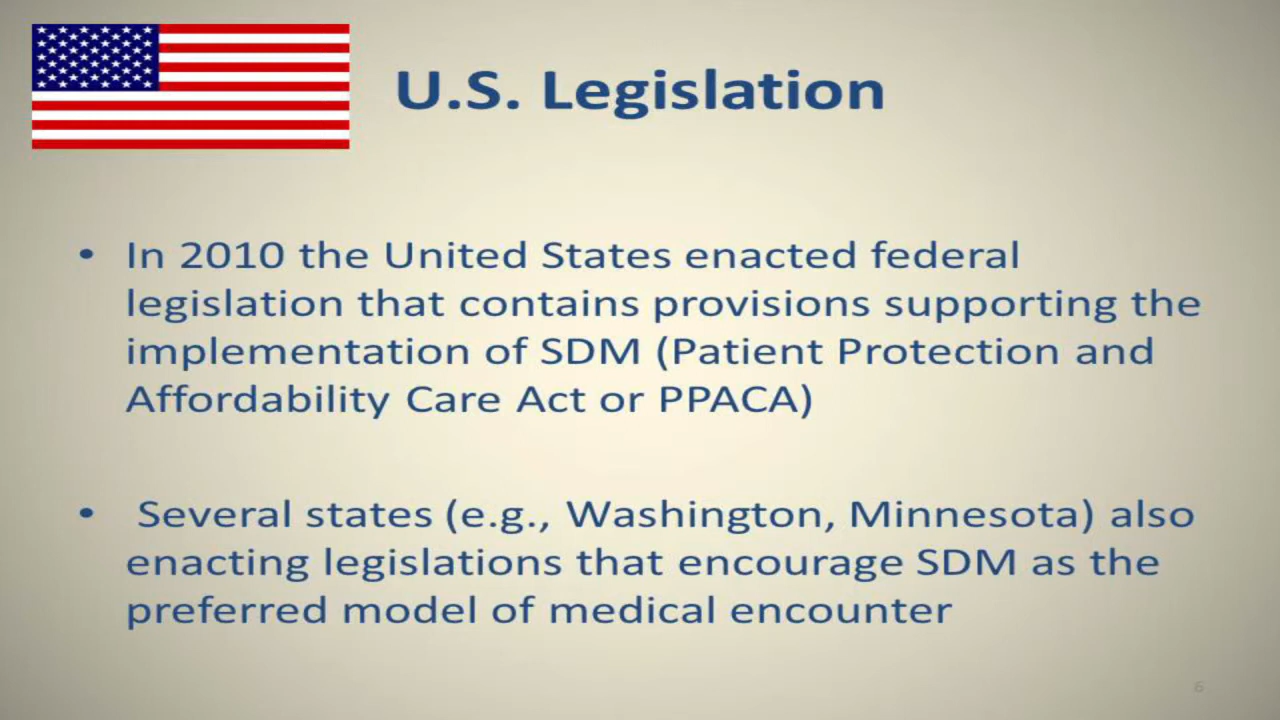 U.S. Legislation
• In 2010 the United States enacted federal
legislation that contains provisions supporting the
implementation of SDM (Patient Protection and
Affordability Care Act or PPACA)
• Several states (e.g., Washington, Minnesota) also
enacting legislations that encourage SDM as the
preferred model of medical encounter
6